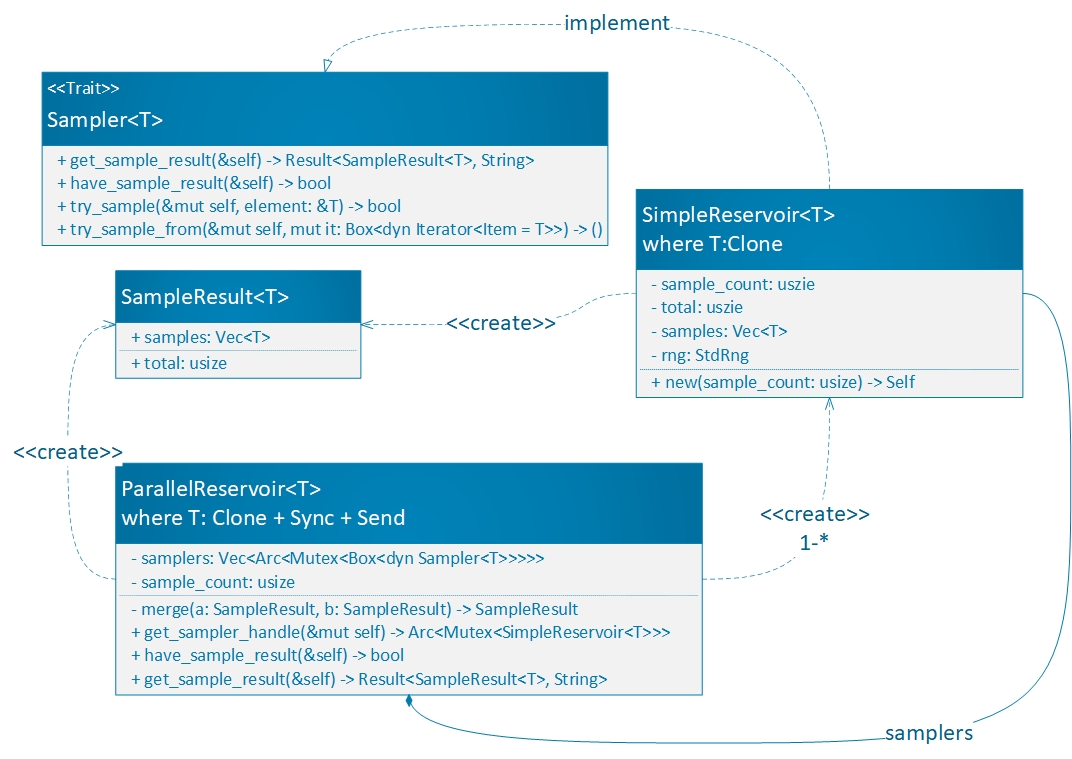 implement
<<Trait>>
Sampler<T>
+ get_sample_result(&self) -> Result<SampleResult<T>, String>
+ have_sample_result(&self) -> bool
+ try_sample(&mut self, element: &T) -> bool
+ try_sample_from(&mut self, mut it: Box<dyn Iterator<Item = T>>) -> ()
SimpleReservoir<T>
where T:Clone
- sample_count: uszie
- total: uszie
- samples: Vec<T>
- rng: StdRng
+ new(sample_count: usize) -> Self
SampleResult<T>
+ samples: Vec<T>
+ total: usize
<<create>>
<<create>>
ParallelReservoir<T>
where T: Clone + Sync + Send
- samplers: Vec<Arc<Mutex<Box<dyn Sampler<T>>>>>
- sample_count: usize
- merge(a: SampleResult, b: SampleResult) -> SampleResult
+ get_sampler_handle(&mut self) -> Arc<Mutex<SimpleReservoir<T>>>
+ have_sample_result(&self) -> bool
+ get_sample_result(&self) -> Result<SampleResult<T>, String>
<<create>>
1-*
samplers